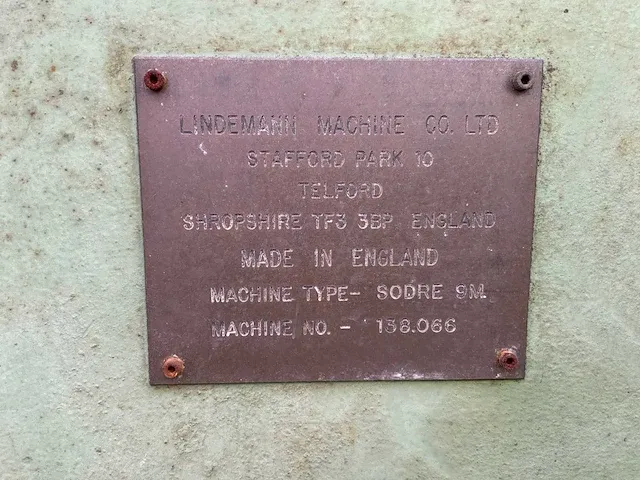 LINDEMANN MACHINE CO. LTD
STAFFORD PARK 10
TELFORD
SHROPSHIRE TF3 3BP ENGLAND
MADE IN ENGLAND
MACHINE TYPE- SODRE 9M.
MACHINE NO. - 138.066